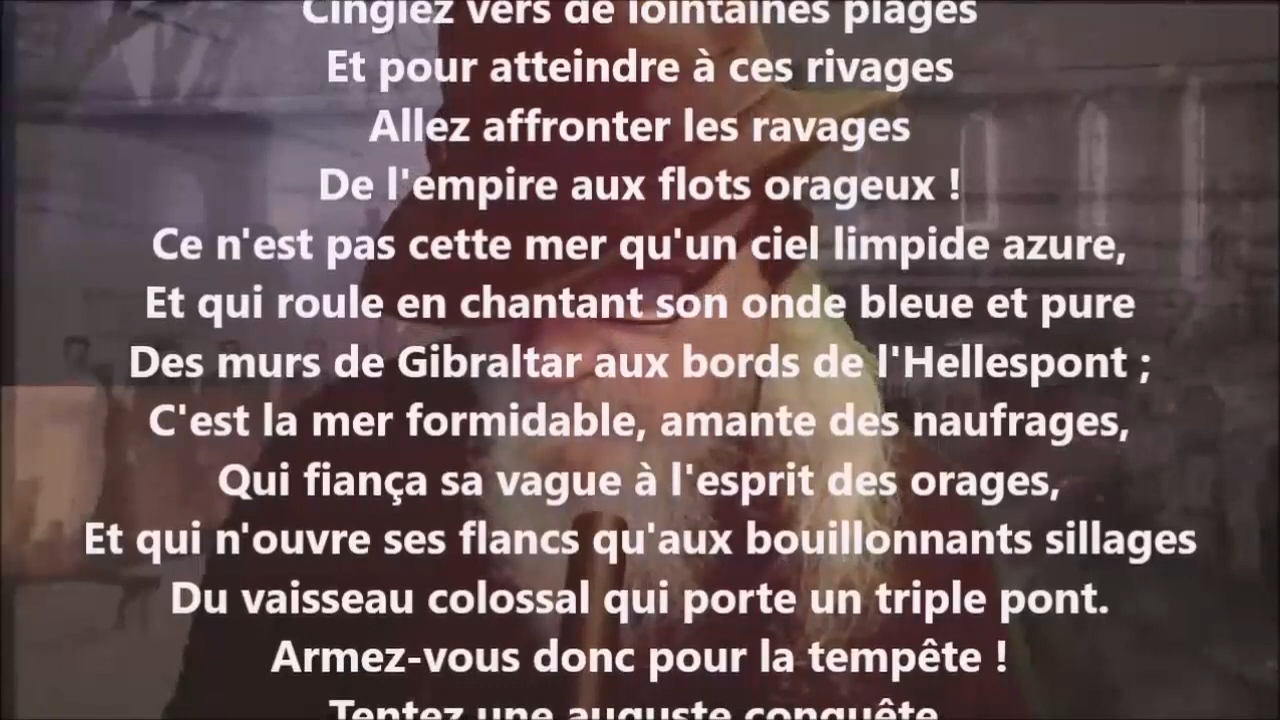 Cinglez vers de lointaines plages
Et pour atteindre à ces rivages
Allez affronter les ravages
De l'empire aux flots orageux !
Ce n'est pas cette mer qu'un ciel limpide azure,
Et qui roule en chantant son onde bleue et pure
Des murs de Gibraltar aux bords de l'Hellespont ;
C'est la mer formidable, amante des naufrages,
Qui fiança sa vague à l'esprit des orages,
Et qui n'ouvre ses flancs qu'aux bouillonnants sillages
Du vaisseau colossal qui porte un triple pont.
Armez-vous donc pour la tempête !
Tentez une auguste conquête